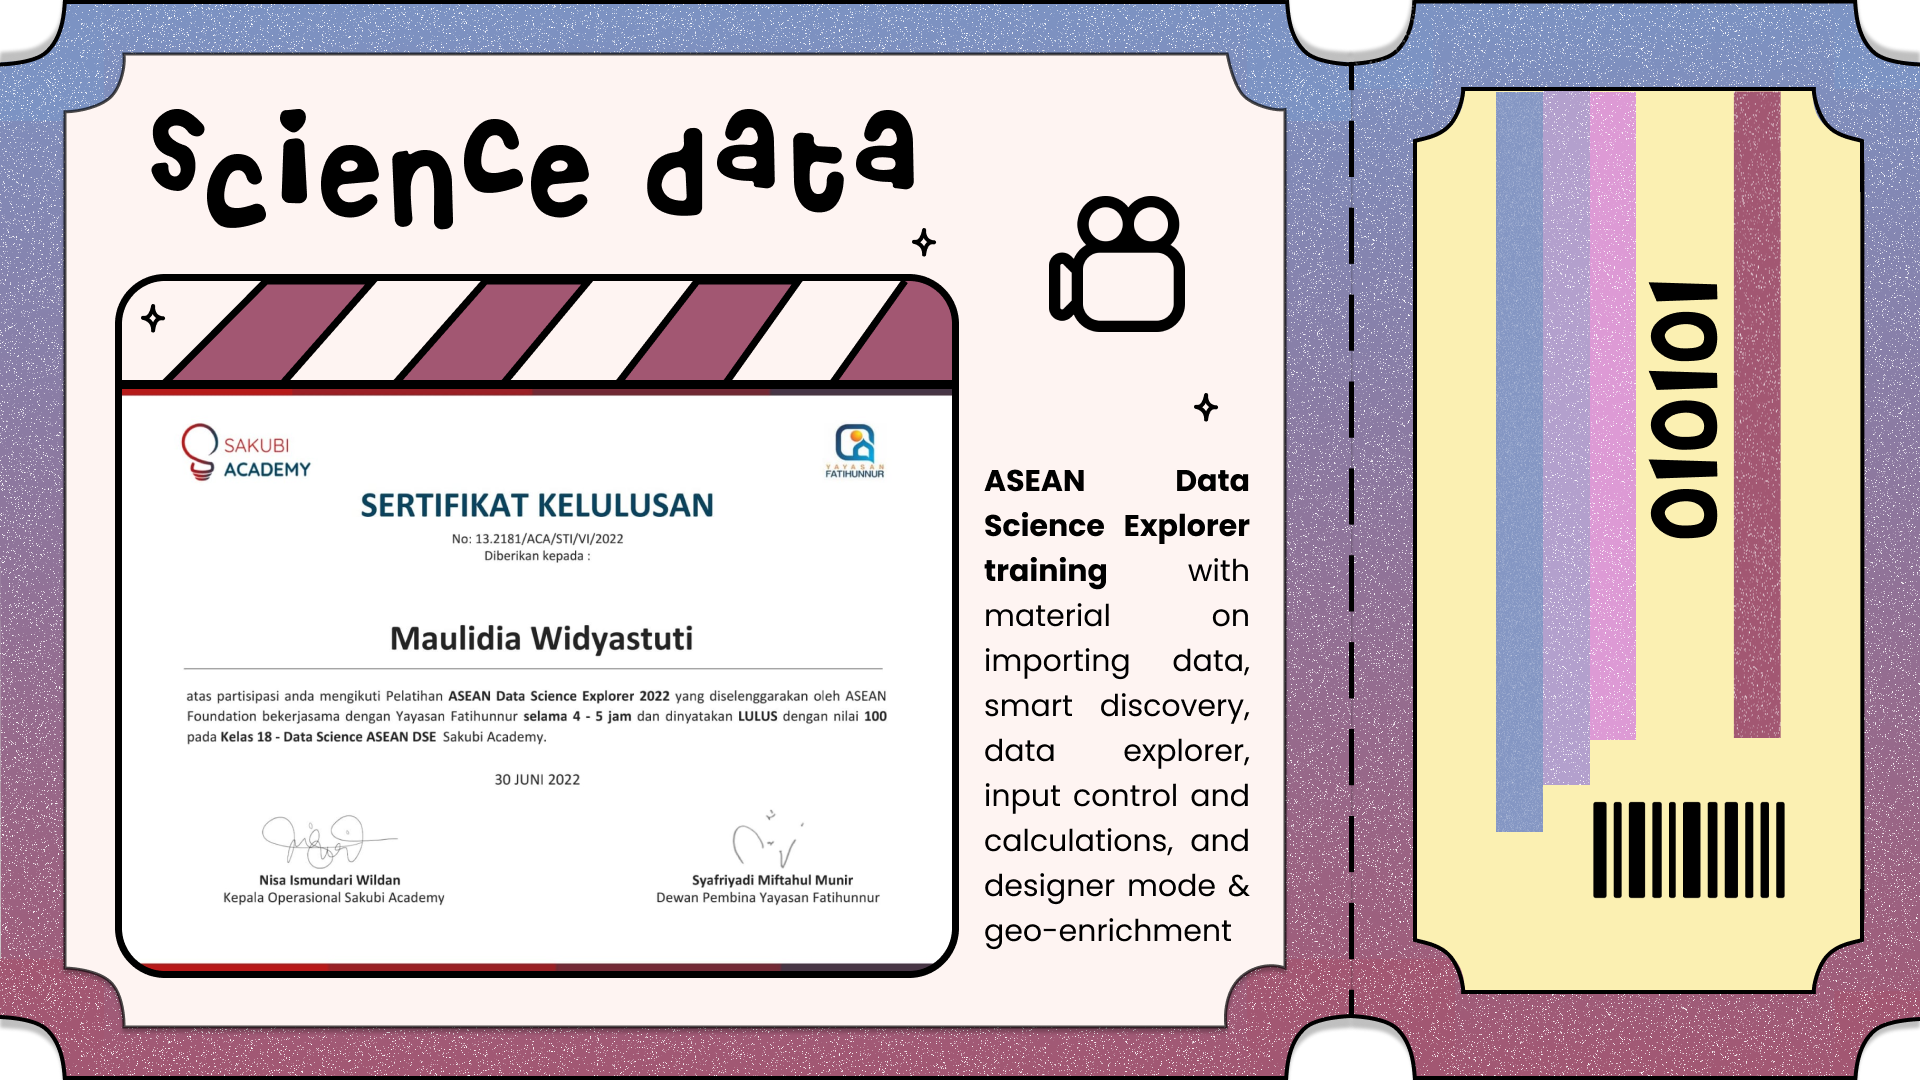 science data
SAKUBI
ACADEMY
YAYASAN
FATIHUNNUR
SERTIFIKAT KELULUSAN
No: 13.2181/ACA/STI/VI/2022
Diberikan kepada :
Maulidia Widyastuti
atas partisipasi anda mengikuti Pelatihan ASEAN Data Science Explorer 2022 yang diselenggarakan oleh ASEAN
Foundation bekerjasama dengan Yayasan Fatihunnur selama 4 - 5 jam dan dinyatakan LULUS dengan nilai 100
pada Kelas 18 - Data Science ASEAN DSE Sakubi Academy.
30 JUNI 2022
Nisa Ismundari Wildan
Kepala Operasional Sakubi Academy
Syafriyadi Miftahul Munir
Dewan Pembina Yayasan Fatihunnur
ASEAN Data
Science Explorer
training with
material on
importing data,
smart discovery,
data explorer,
input control and
calculations, and
designer mode &
geo-enrichment
010101